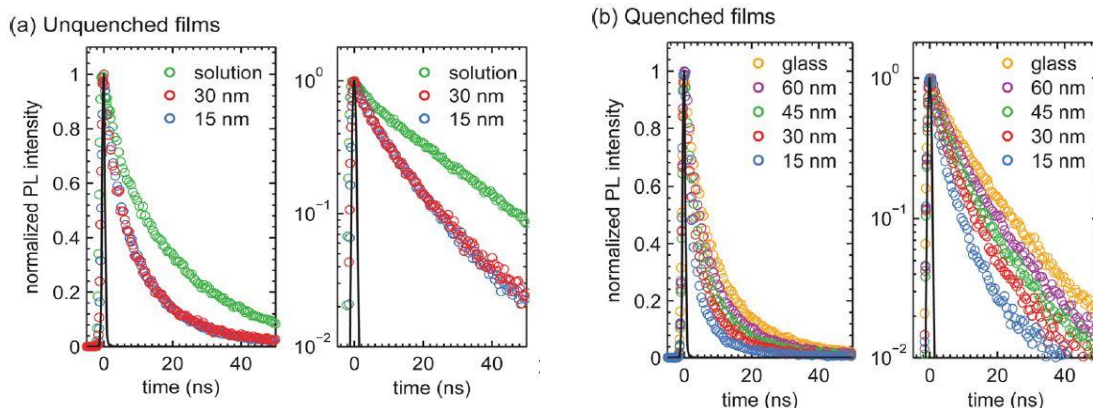 (a) Unquenched films
normalized PL intensity
1
0.8
0.6
0.4
0.2
0
0 20 40
time (ns)
solution
30 nm
15 nm
10⁰
10⁻¹
10⁻²
0 20 40
time (ns)
solution
30 nm
15 nm
(b) Quenched films
normalized PL intensity
1
0.8
0.6
0.4
0.2
0
0 20 40
time (ns)
glass
60 nm
45 nm
30 nm
15 nm
10⁰
10⁻¹
10⁻²
0 20 40
time (ns)
glass
60 nm
45 nm
30 nm
15 nm